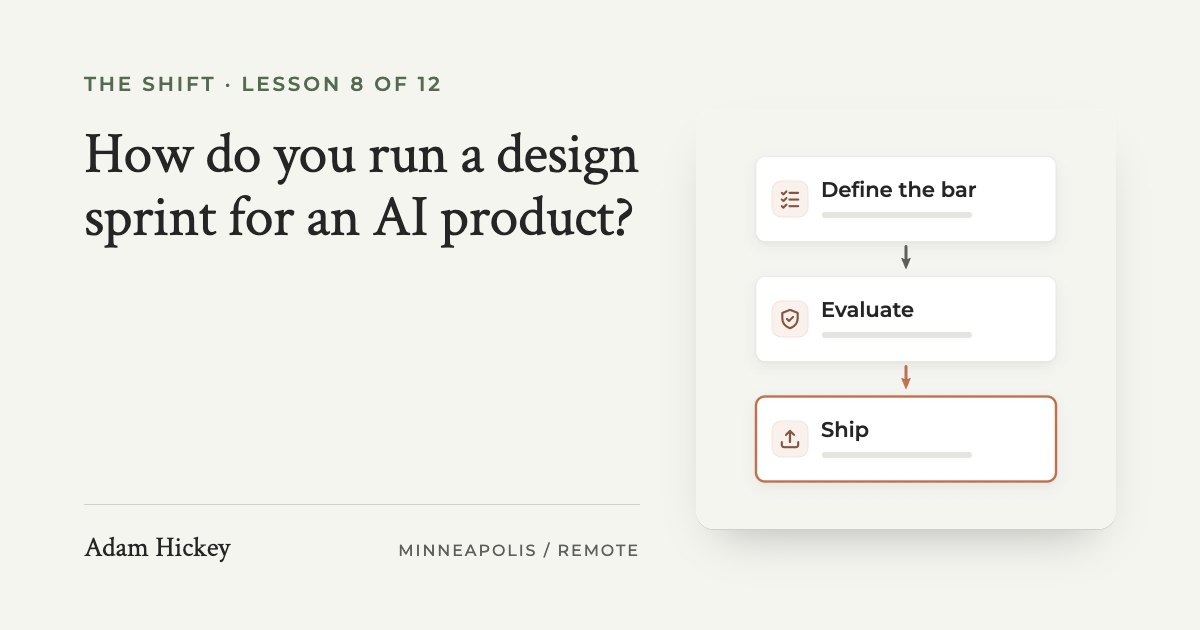 THE SHIFT · LESSON 8 OF 12
How do you run a design
sprint for an AI product?
Define the bar
Evaluate
Ship
Adam Hickey
MINNEAPOLIS / REMOTE